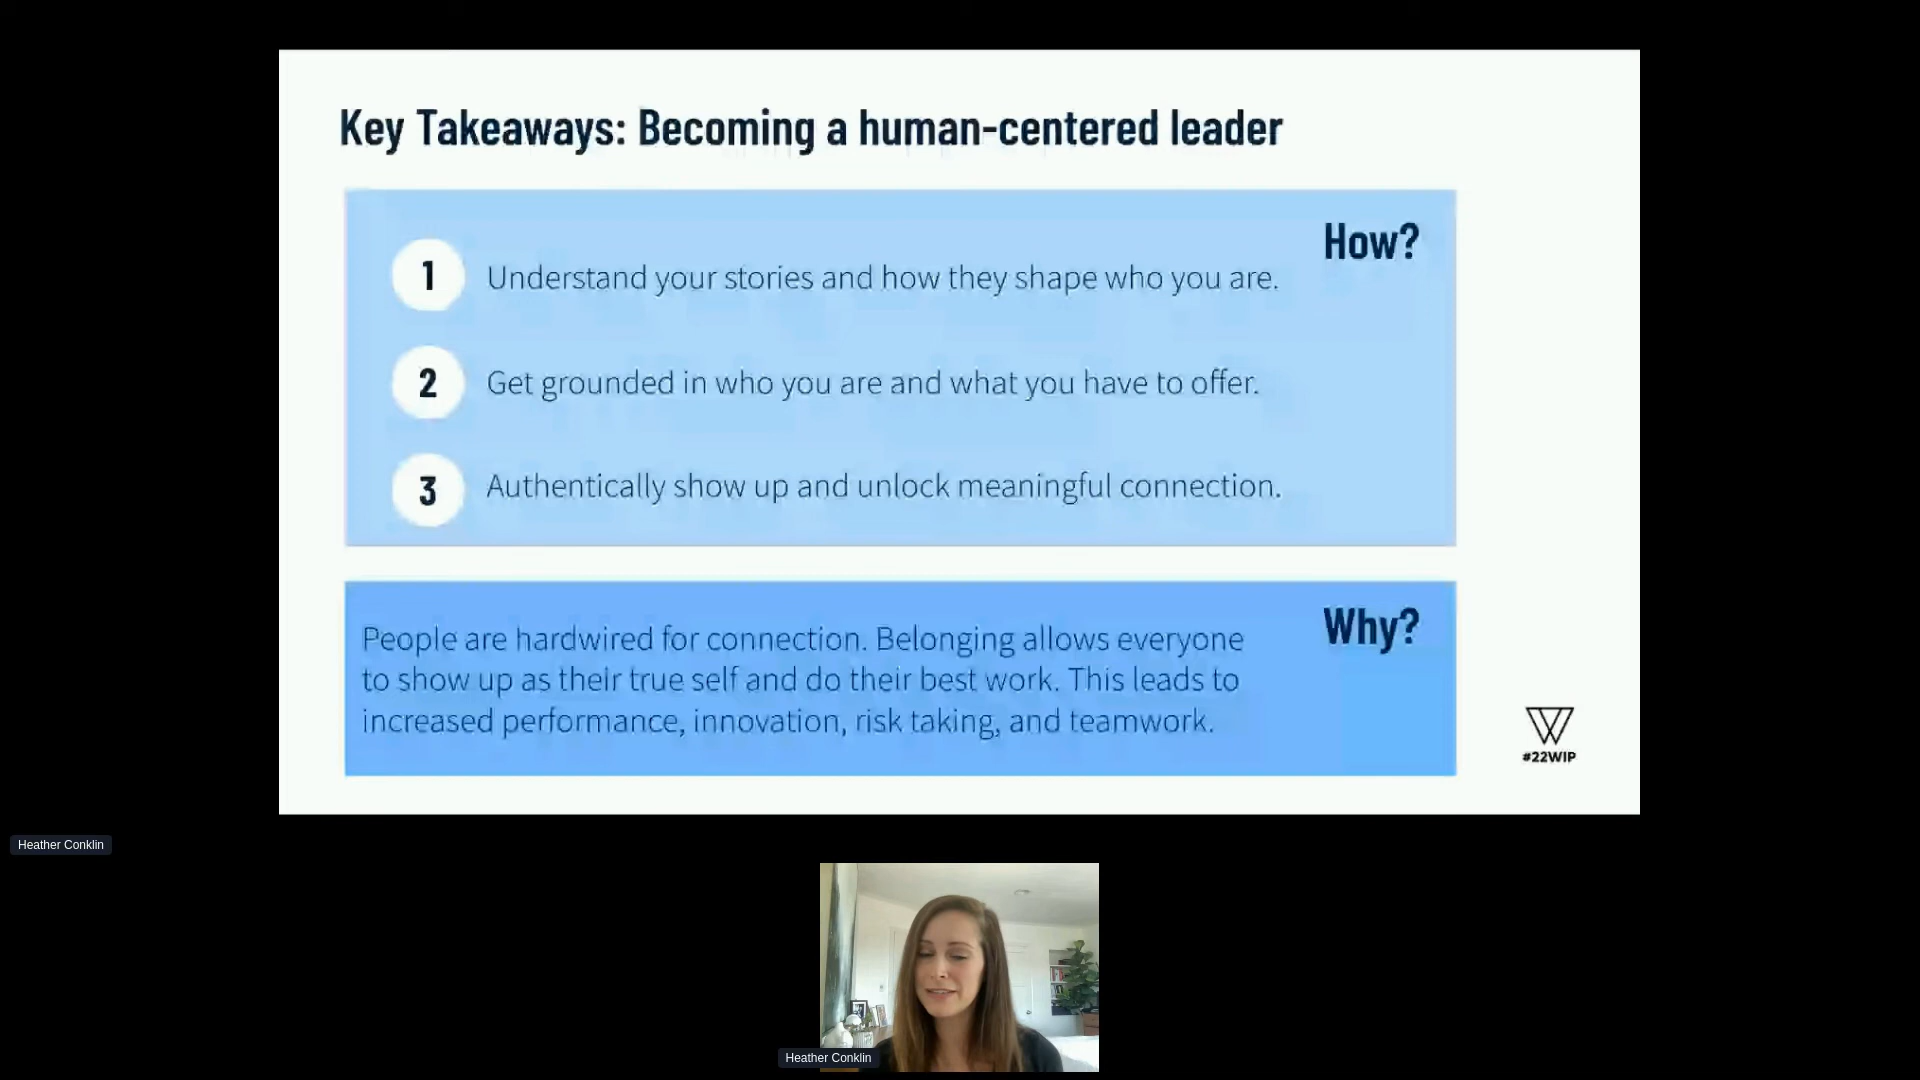 Key Takeaways: Becoming a human-centered leader
How?
1 Understand your stories and how they shape who you are.
2 Get grounded in who you are and what you have to offer.
3 Authentically show up and unlock meaningful connection.
Why?
People are hardwired for connection. Belonging allows everyone
to show up as their true self and do their best work. This leads to
increased performance, innovation, risk taking, and teamwork.
#22WIP
Heather Conklin
Heather Conklin